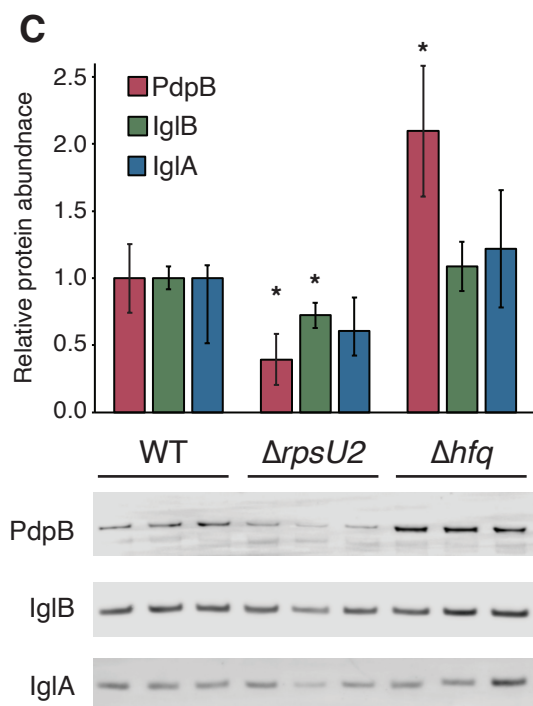 C
Relative protein abundnace
2.5
2.0
1.5
1.0
0.5
0.0
PdpB
IglB
IglA
*
*
*
WT ΔrpsU2 Δhfq
PdpB
IglB
IglA